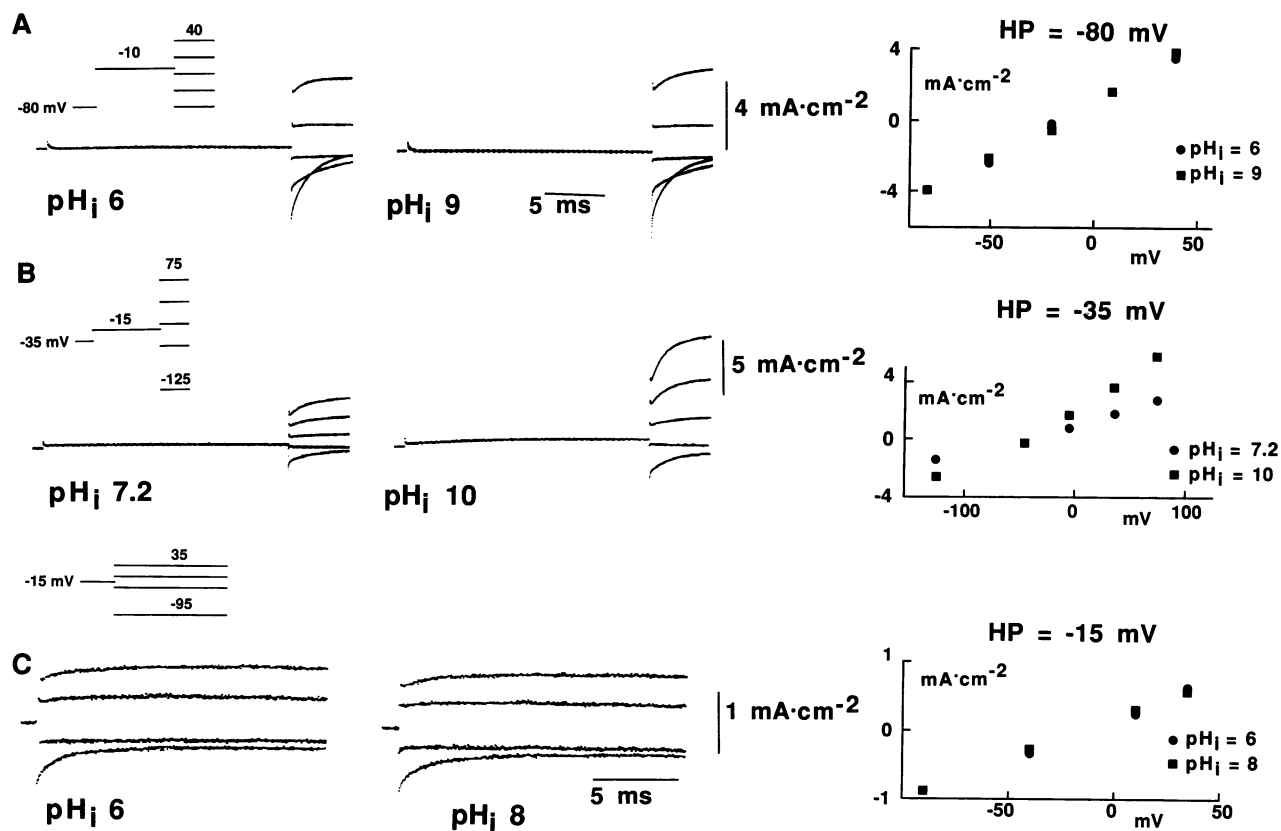 A
40
-10
-80 mV
pHi 6
pHi 9
5 ms
4 mA·cm-2
HP = -80 mV
4
mA·cm-2
0
-4
-50
0
50
mV
pHi = 6
pHi = 9
B
75
-15
-35 mV
-125
pHi 7.2
pHi 10
5 mA·cm-2
HP = -35 mV
4
mA·cm-2
0
-4
-100
0
100
mV
pHi = 7.2
pHi = 10
35
-15 mV
-95
C
pHi 6
pHi 8
5 ms
1 mA·cm-2
HP = -15 mV
1
mA·cm-2
0
-1
-50
0
50
mV
pHi = 6
pHi = 8